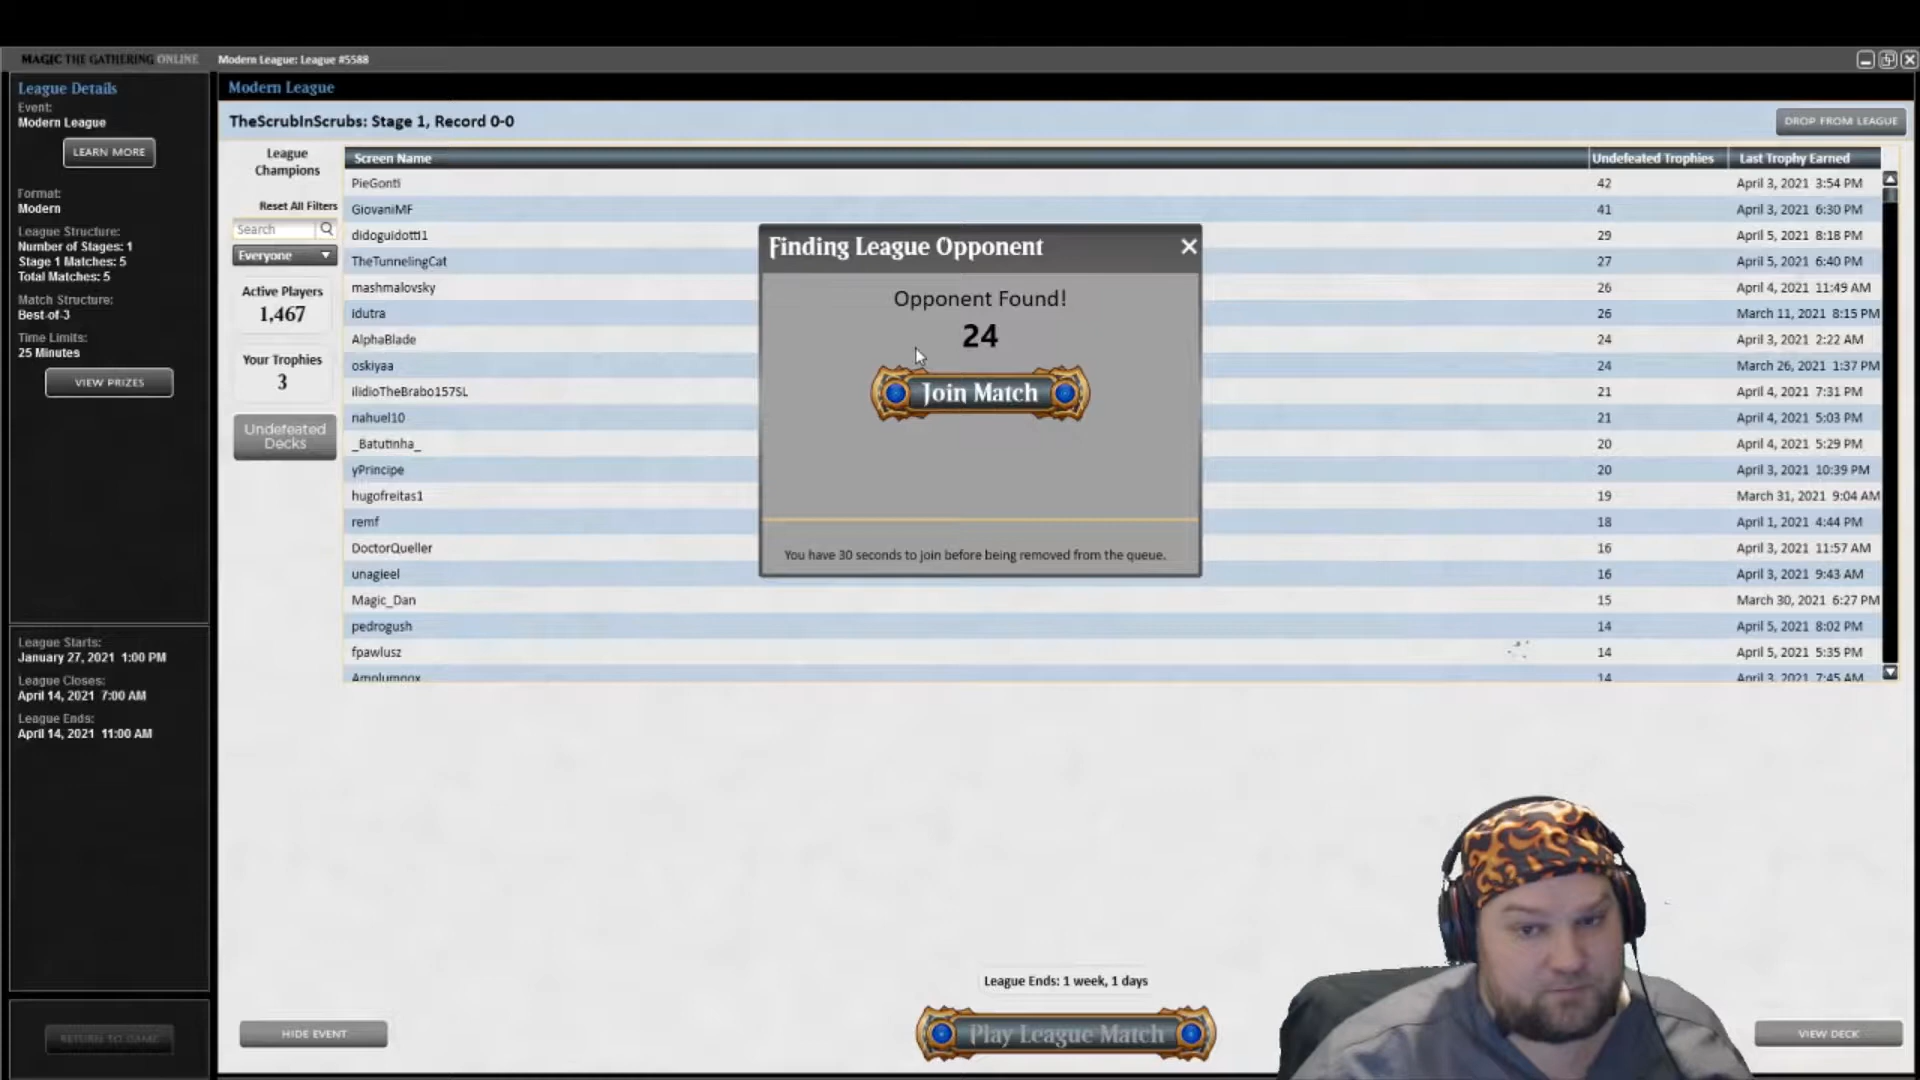 MAGIC THE GATHERING ONLINE
Modern League: League #5588
League Details
Event:
Modern League
LEARN MORE
Format:
Modern
League Structure:
Number of Stages: 1
Stage 1 Matches: 5
Total Matches: 5
Match Structure:
Best-of-3
Time Limits:
25 Minutes
VIEW PRIZES
League Starts:
January 27, 2021 1:00 PM
League Closes:
April 14, 2021 7:00 AM
League Ends:
April 14, 2021 11:00 AM
RETURN TO GAME
Modern League
TheScrubInScrubs: Stage 1, Record 0-0
DROP FROM LEAGUE
League
Champions
Reset All Filters
Search
Everyone
Active Players
1,467
Your Trophies
3
Undefeated
Decks
Screen Name Undefeated Trophies Last Trophy Earned
PieGonti 42 April 3, 2021 3:54 PM
GiovaniMF 41 April 3, 2021 6:30 PM
didoguidotti1 29 April 5, 2021 8:18 PM
TheTunnelingCat 27 April 5, 2021 6:40 PM
mashmalovsky 26 April 4, 2021 11:49 AM
idutra 26 March 11, 2021 8:15 PM
AlphaBlade 24 April 3, 2021 2:22 AM
oskiyaa 24 March 26, 2021 1:37 PM
ilidioTheBrabo157SL 21 April 4, 2021 7:31 PM
nahuel10 21 April 4, 2021 5:03 PM
_Batutinha_ 20 April 4, 2021 5:29 PM
yPrincipe 20 April 3, 2021 10:39 PM
hugofreitas1 19 March 31, 2021 9:04 AM
remf 18 April 1, 2021 4:44 PM
DoctorQueller 16 April 3, 2021 11:57 AM
unagieel 16 April 3, 2021 9:43 AM
Magic_Dan 15 March 30, 2021 6:27 PM
pedrogush 14 April 5, 2021 8:02 PM
fpawlusz 14 April 5, 2021 5:35 PM
14 April 3, 2021 7:45 AM
Finding League Opponent
Opponent Found!
24
Join Match
You have 30 seconds to join before being removed from the queue.
League Ends: 1 week, 1 days
HIDE EVENT
Play League Match
VIEW DECK